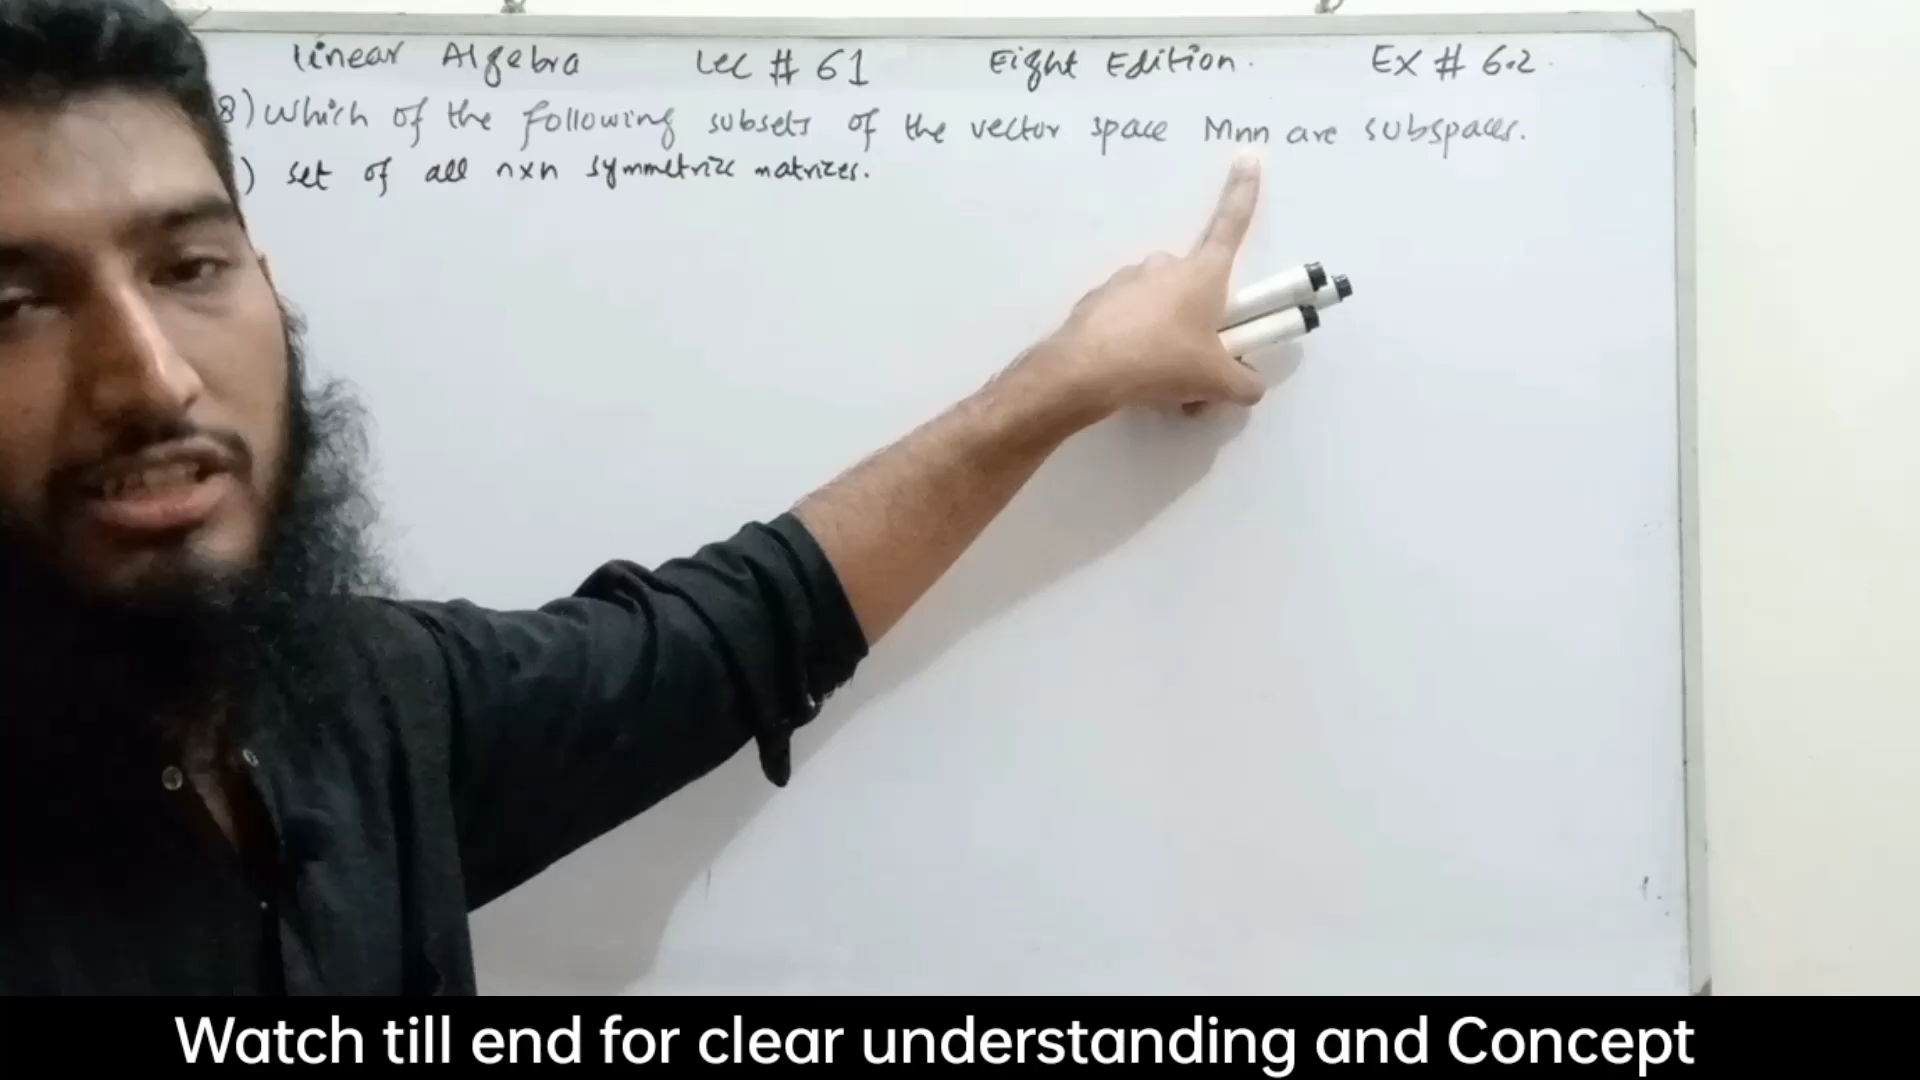 Linear Algebra Lec # 61 Eight Edition. Ex # 6.2.
8) Which of the following subsets of the vector space Mnn are subspaces.
) set of all nxn symmetric matrices.
Watch till end for clear understanding and Concept